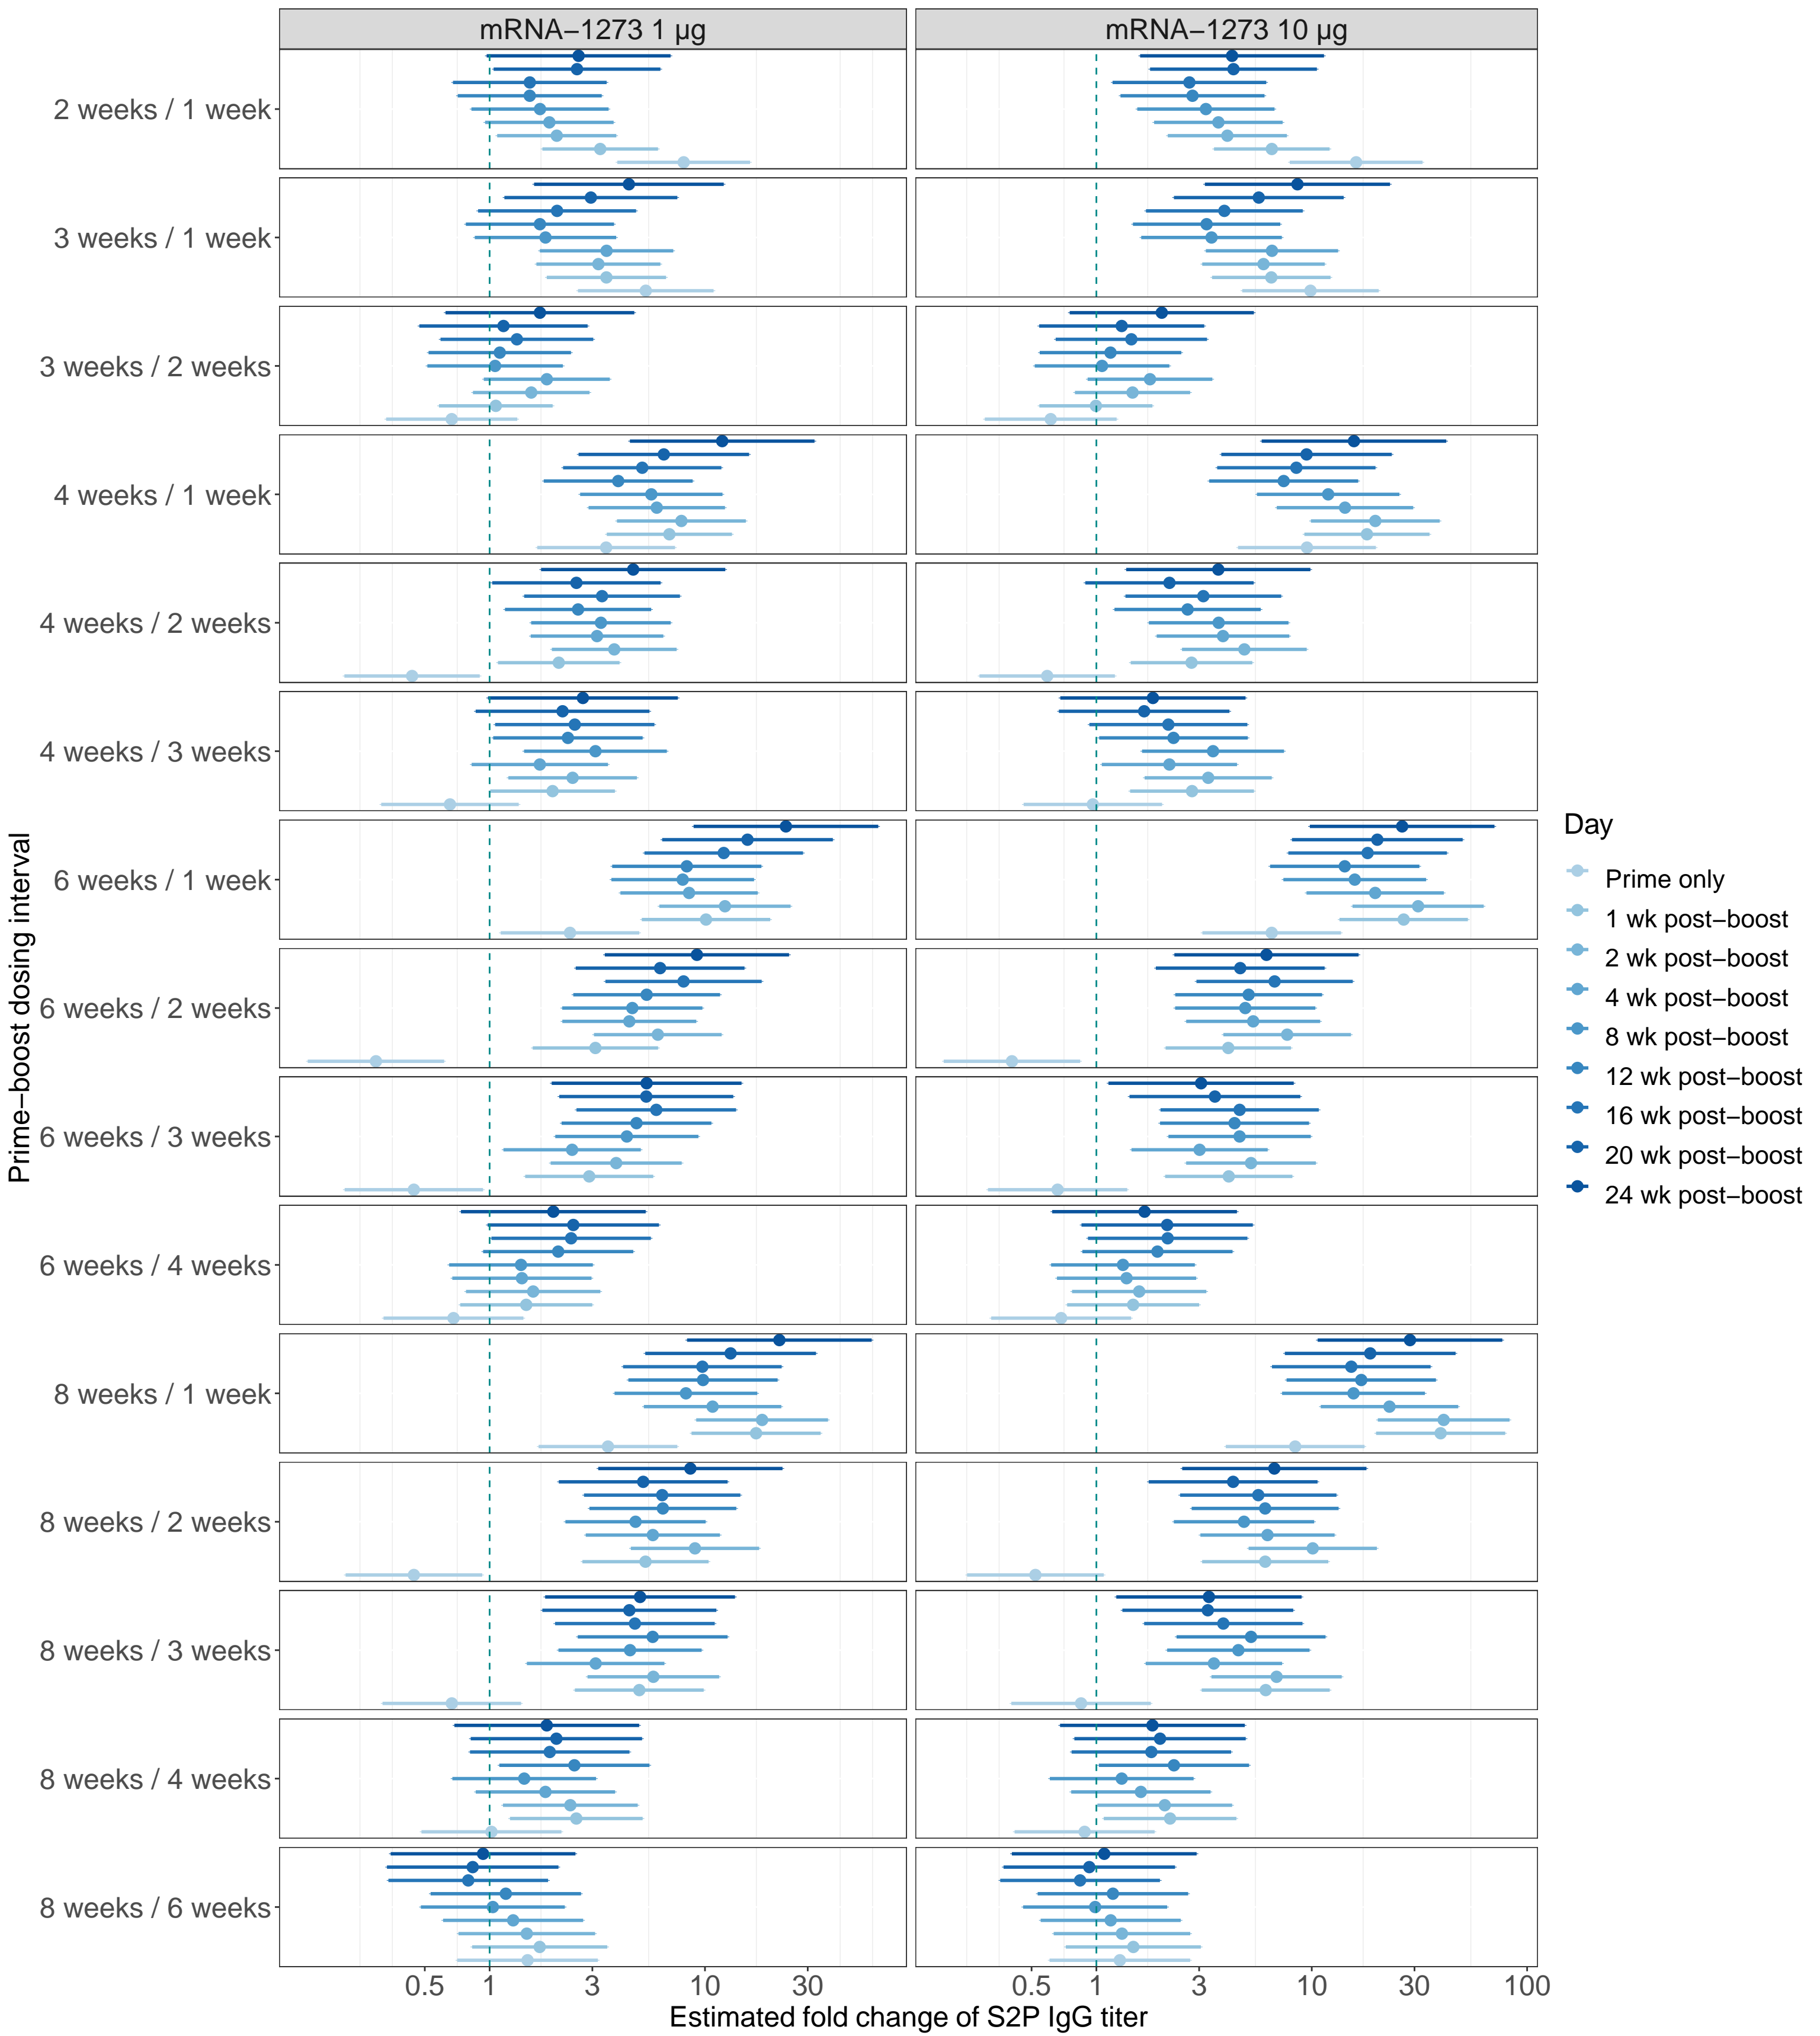 mRNA−1273 1 µg
mRNA−1273 10 µg
2 weeks / 1 week
3 weeks / 1 week
3 weeks / 2 weeks
4 weeks / 1 week
4 weeks / 2 weeks
4 weeks / 3 weeks
6 weeks / 1 week
6 weeks / 2 weeks
6 weeks / 3 weeks
6 weeks / 4 weeks
8 weeks / 1 week
8 weeks / 2 weeks
8 weeks / 3 weeks
8 weeks / 4 weeks
8 weeks / 6 weeks
Prime−boost dosing interval
0.5 1 3 10 30
0.5 1 3 10 30 100
Estimated fold change of S2P IgG titer
Day
Prime only
1 wk post−boost
2 wk post−boost
4 wk post−boost
8 wk post−boost
12 wk post−boost
16 wk post−boost
20 wk post−boost
24 wk post−boost